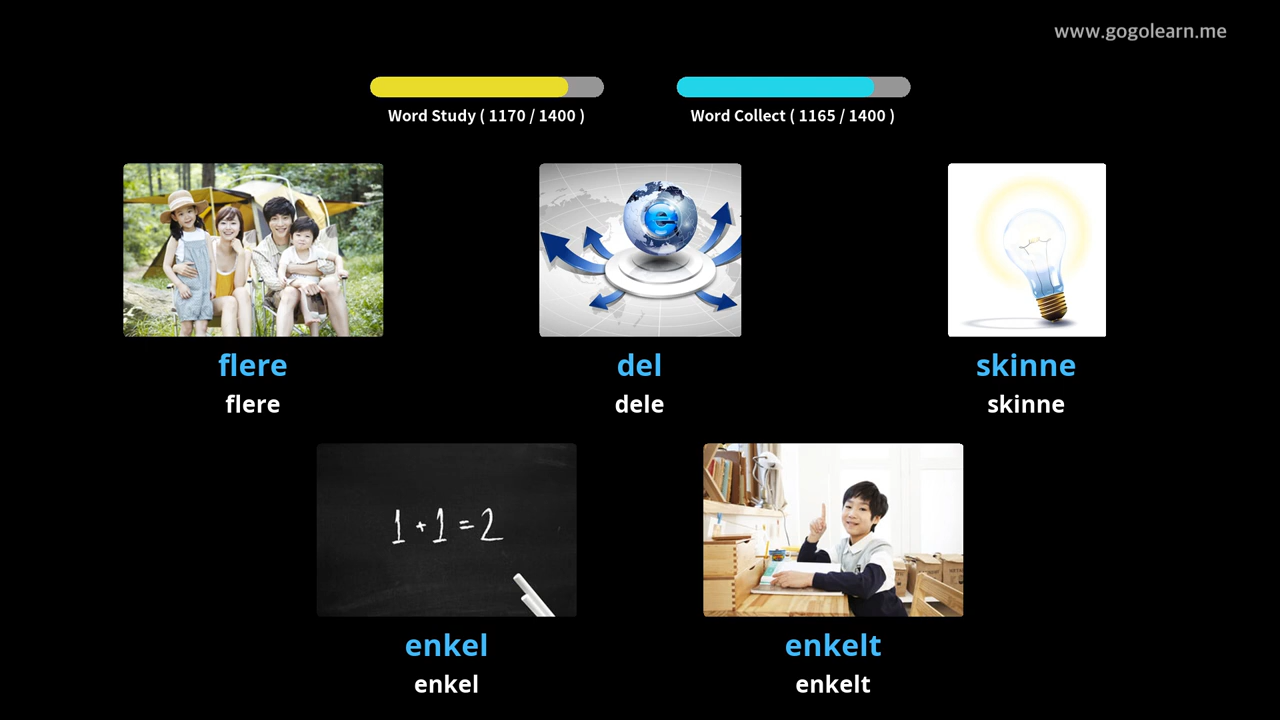 www.gogolearn.me
Word Study ( 1170 / 1400 )
Word Collect ( 1165 / 1400 )
e
flere
flere
del
dele
skinne
skinne
1 + 1 = 2
enkel
enkel
enkelt
enkelt